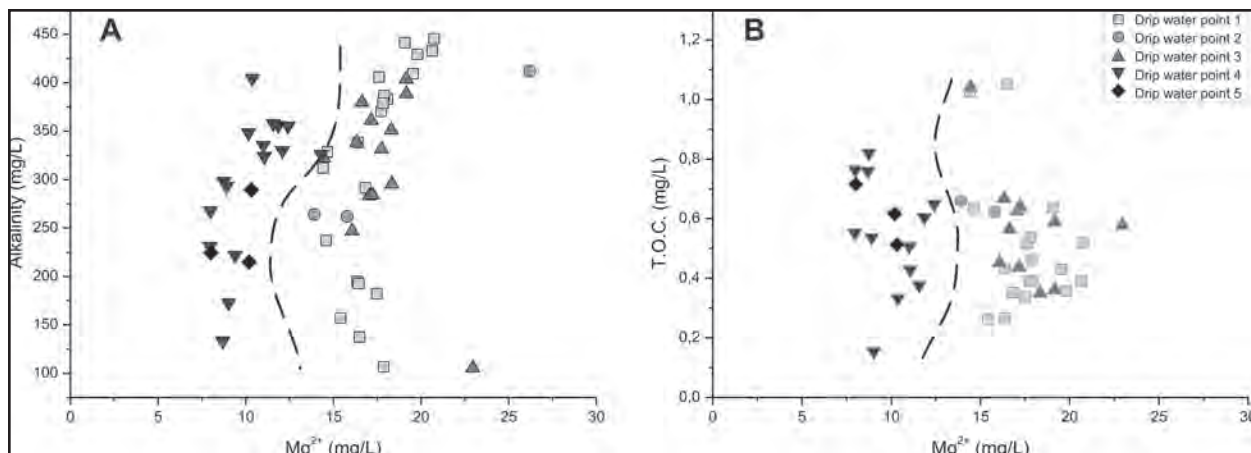 A
Alkalinity (mg/L)
450
400
350
300
250
200
150
100
0
5
10
15
20
25
30
Mg²⁺ (mg/L)
B
T.O.C. (mg/L)
1,2
1,0
0,8
0,6
0,4
0,2
0,0
0
5
10
15
20
25
30
Mg²⁺ (mg/L)
Drip water point 1
Drip water point 2
Drip water point 3
Drip water point 4
Drip water point 5